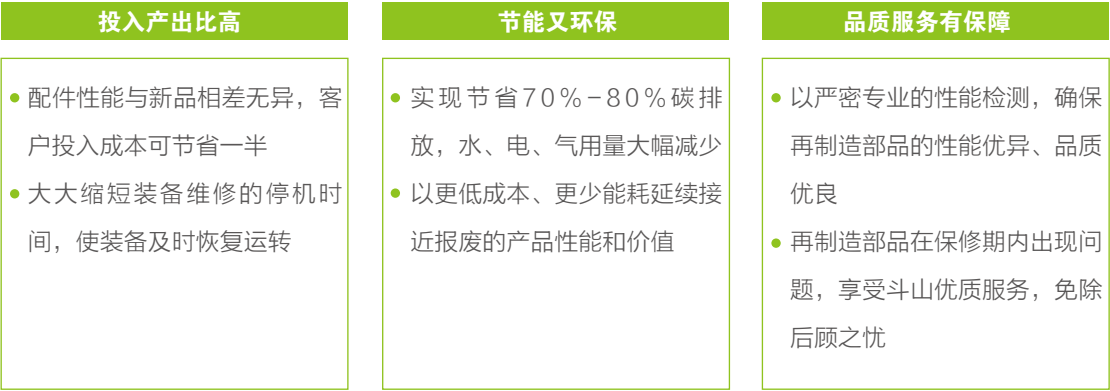 投入产出比高
配件性能与新品相差无异，客
户投入成本可节省一半
大大缩短装备维修的停机时
间，使装备及时恢复运转
节能又环保
实现节省70%-80%碳排
放，水、电、气用量大幅减少
以更低成本、更少能耗延续接
近报废的产品性能和价值
品质服务有保障
以严密专业的性能检测，确保
再制造部品的性能优异、品质
优良
再制造部品在保修期内出现问
题，享受斗山优质服务，免除
后顾之忧